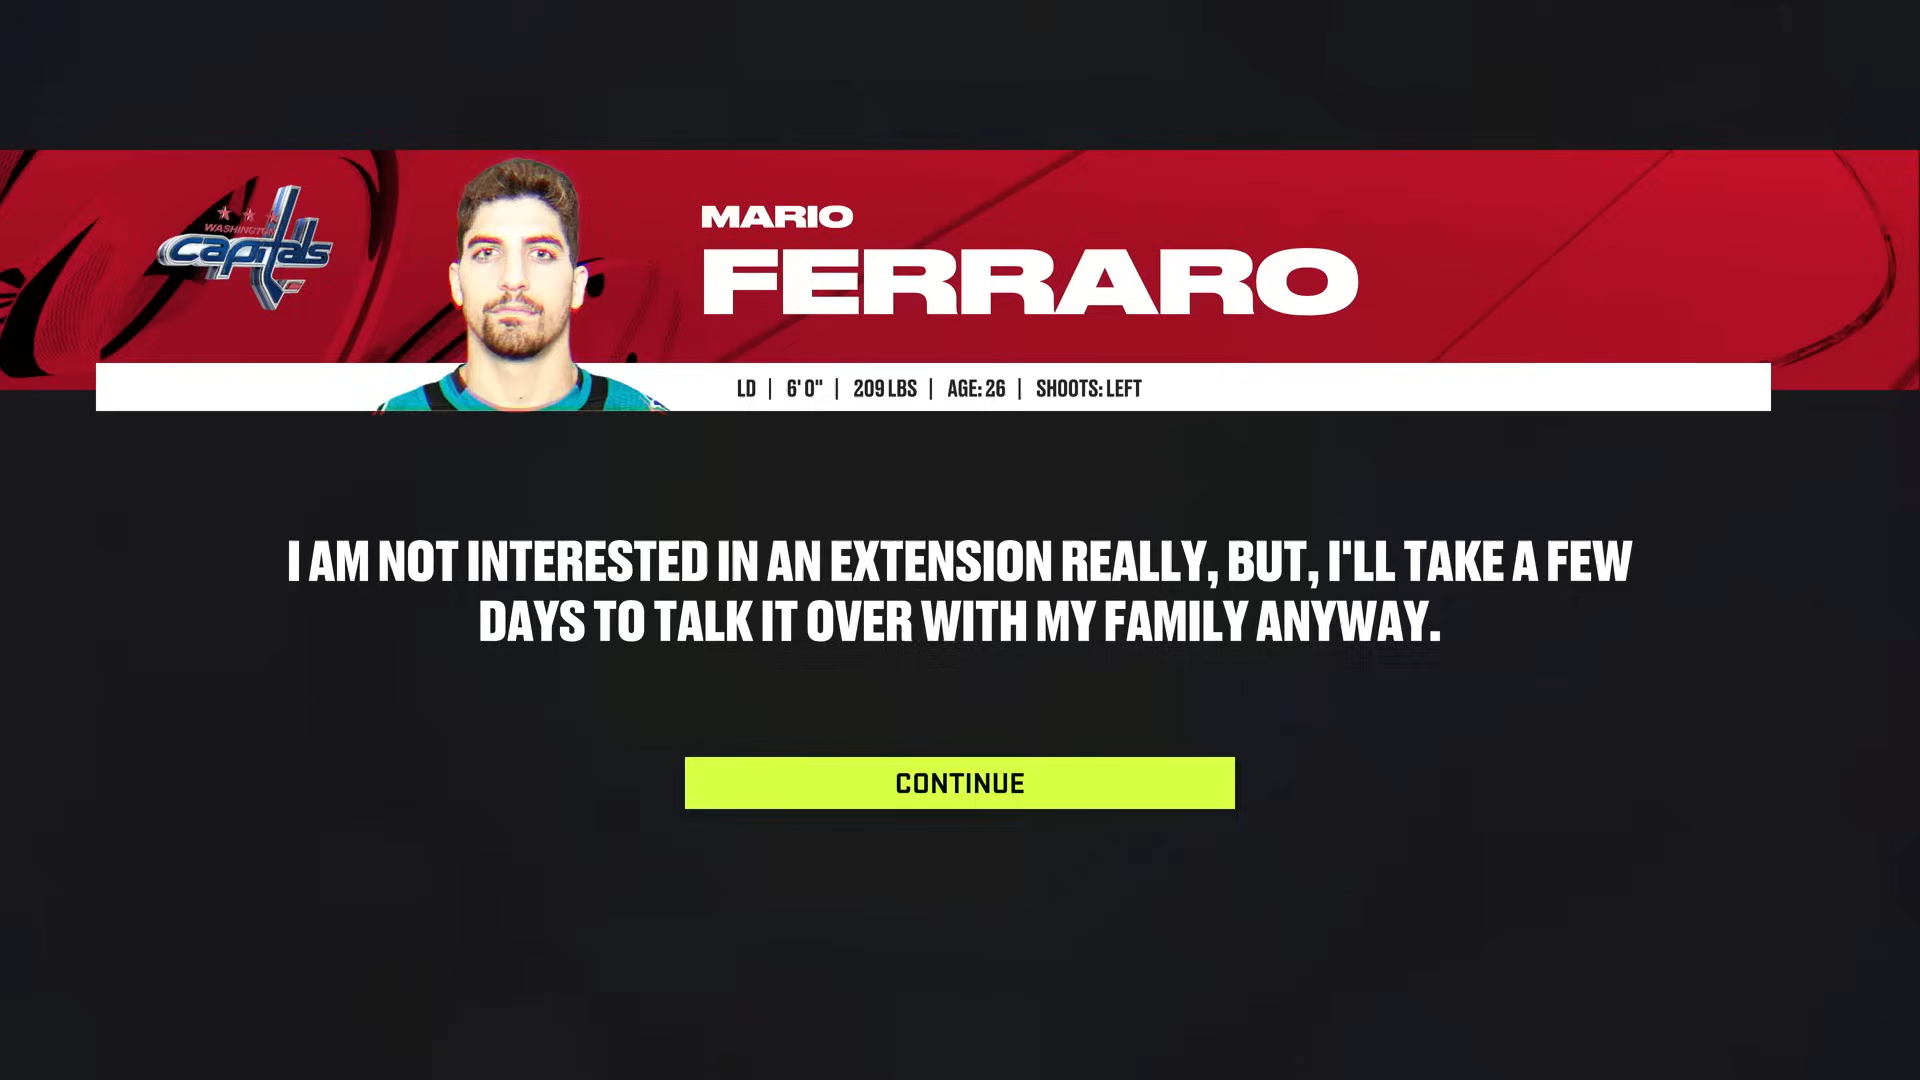 WASHINGTON
capitals
MARIO
FERRARO
LD | 6' 0" | 209 LBS | AGE: 26 | SHOOTS: LEFT
I AM NOT INTERESTED IN AN EXTENSION REALLY, BUT, I'LL TAKE A FEW
DAYS TO TALK IT OVER WITH MY FAMILY ANYWAY.
CONTINUE